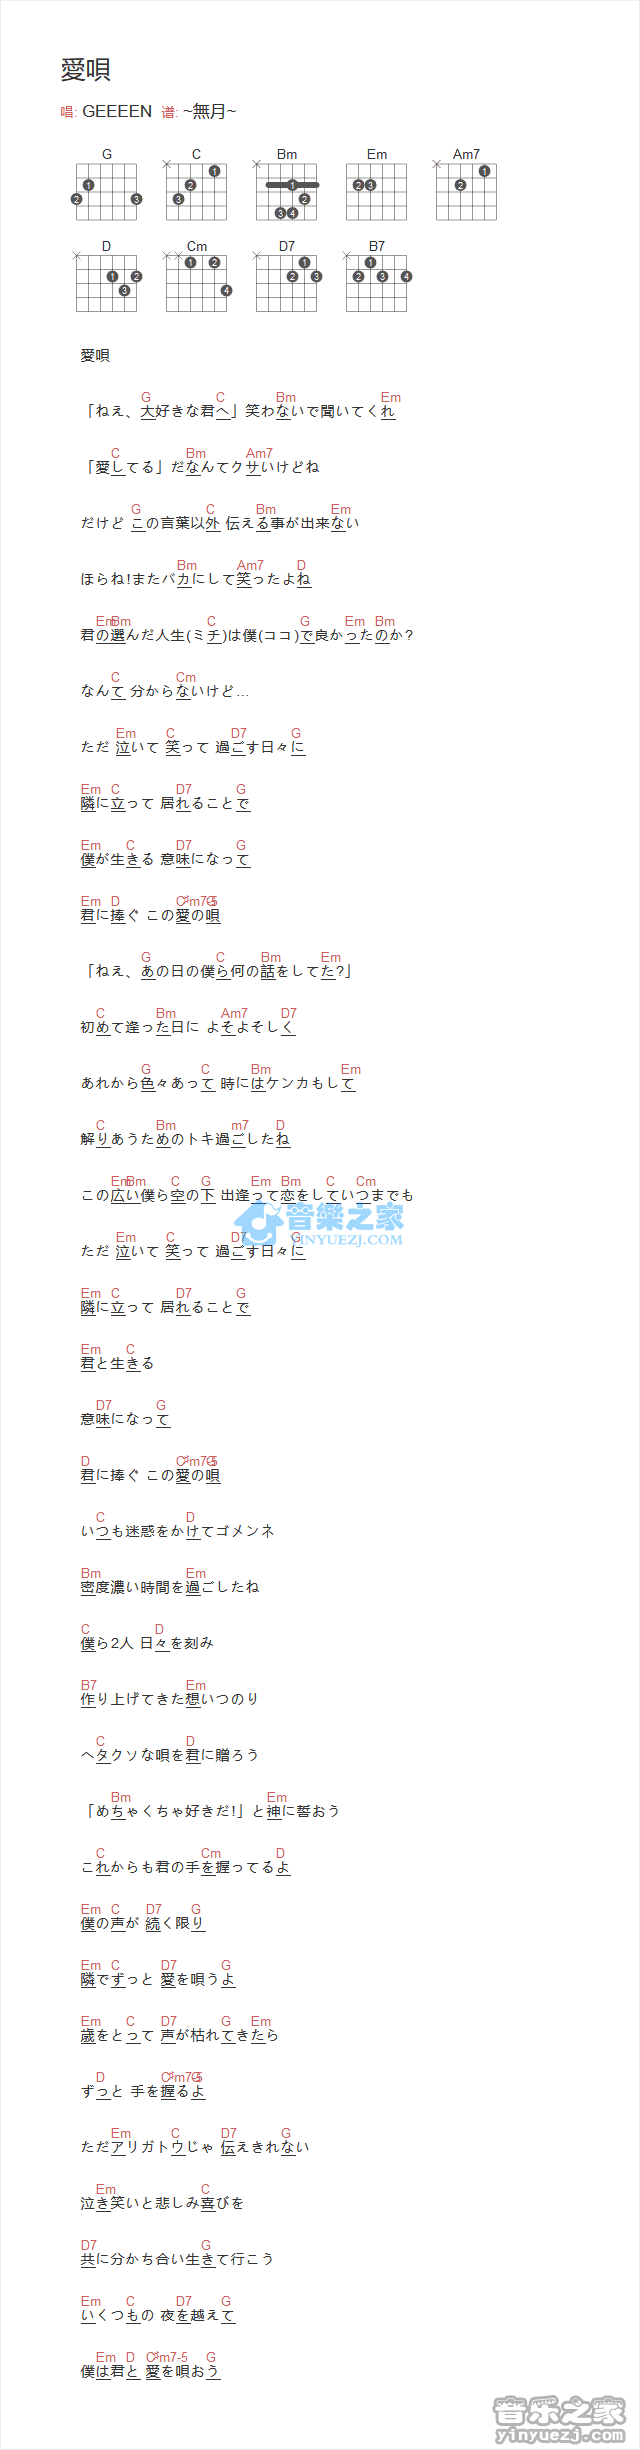 愛唄
唱: GEEEEN 谱: ~無月~
G C Bm Em Am7
D Cm D7 B7
愛唄
G C Bm Em
「ねえ、大好きな君へ」笑わないで聞いてくれ
C Bm Am7
「愛してる」だなんてクサいけどね
G C Bm Em
だけど この言葉以外 伝える事が出来ない
Bm Am7 D
ほらね!またバカにして笑ったよね
Em Bm C G Em Bm
君の選んだ人生(ミチ)は僕(ココ)で良かったのか?
C Cm
なんて 分からないけど...
Em C D7 G
ただ 泣いて 笑って 過ごす日々に
Em C D7 G
隣に立って 居れることで
Em C D7 G
僕が生きる 意味になって
Em D C♯m7-5 G
君に捧ぐ この愛の唄
G C Bm Em
「ねえ、あの日の僕ら何の話をしてた?」
C Bm Am7 D7
初めて逢った日に よそよそしく
G C Bm Em
あれから色々あって 時にはケンカもして
C Bm m7 D
解りあうためのトキ過ごしたね
Em Bm C G Em Bm C Cm
この広い僕ら空の下 出逢って恋をしていつまでも
音樂之家
YINYUEZJ.COM
Em C D7 G
ただ 泣いて 笑って 過ごす日々に
Em C D7 G
隣に立って 居れることで
Em C
君と生きる
D7 G
意味になって
D C♯m7-5 G
君に捧ぐ この愛の唄
C D
いつも迷惑をかけてゴメンネ
Bm Em
密度濃い時間を過ごしたね
C D
僕ら2人 日々を刻み
B7 Em
作り上げてきた想いつのり
C D
ヘタクソな唄を君に贈ろう
Bm Em
「めちゃくちゃ好きだ!」と神に誓おう
C Cm D
これからも君の手を握ってるよ
Em C D7 G
僕の声が 続く限り
Em C D7 G
隣でずっと 愛を唄うよ
Em C D7 G Em
歳をとって 声が枯れてきたら
D C♯m7-5 G
ずっと 手を握るよ
Em C D7 G
ただアリガトウじゃ 伝えきれない
Em C
泣き笑いと悲しみ喜びを
D7 G
共に分かち合い生きて行こう
Em C D7 G
いくつもの 夜を越えて
Em D C♯m7-5 G
僕は君と 愛を唄おう
音乐之家
yinyuezj.com